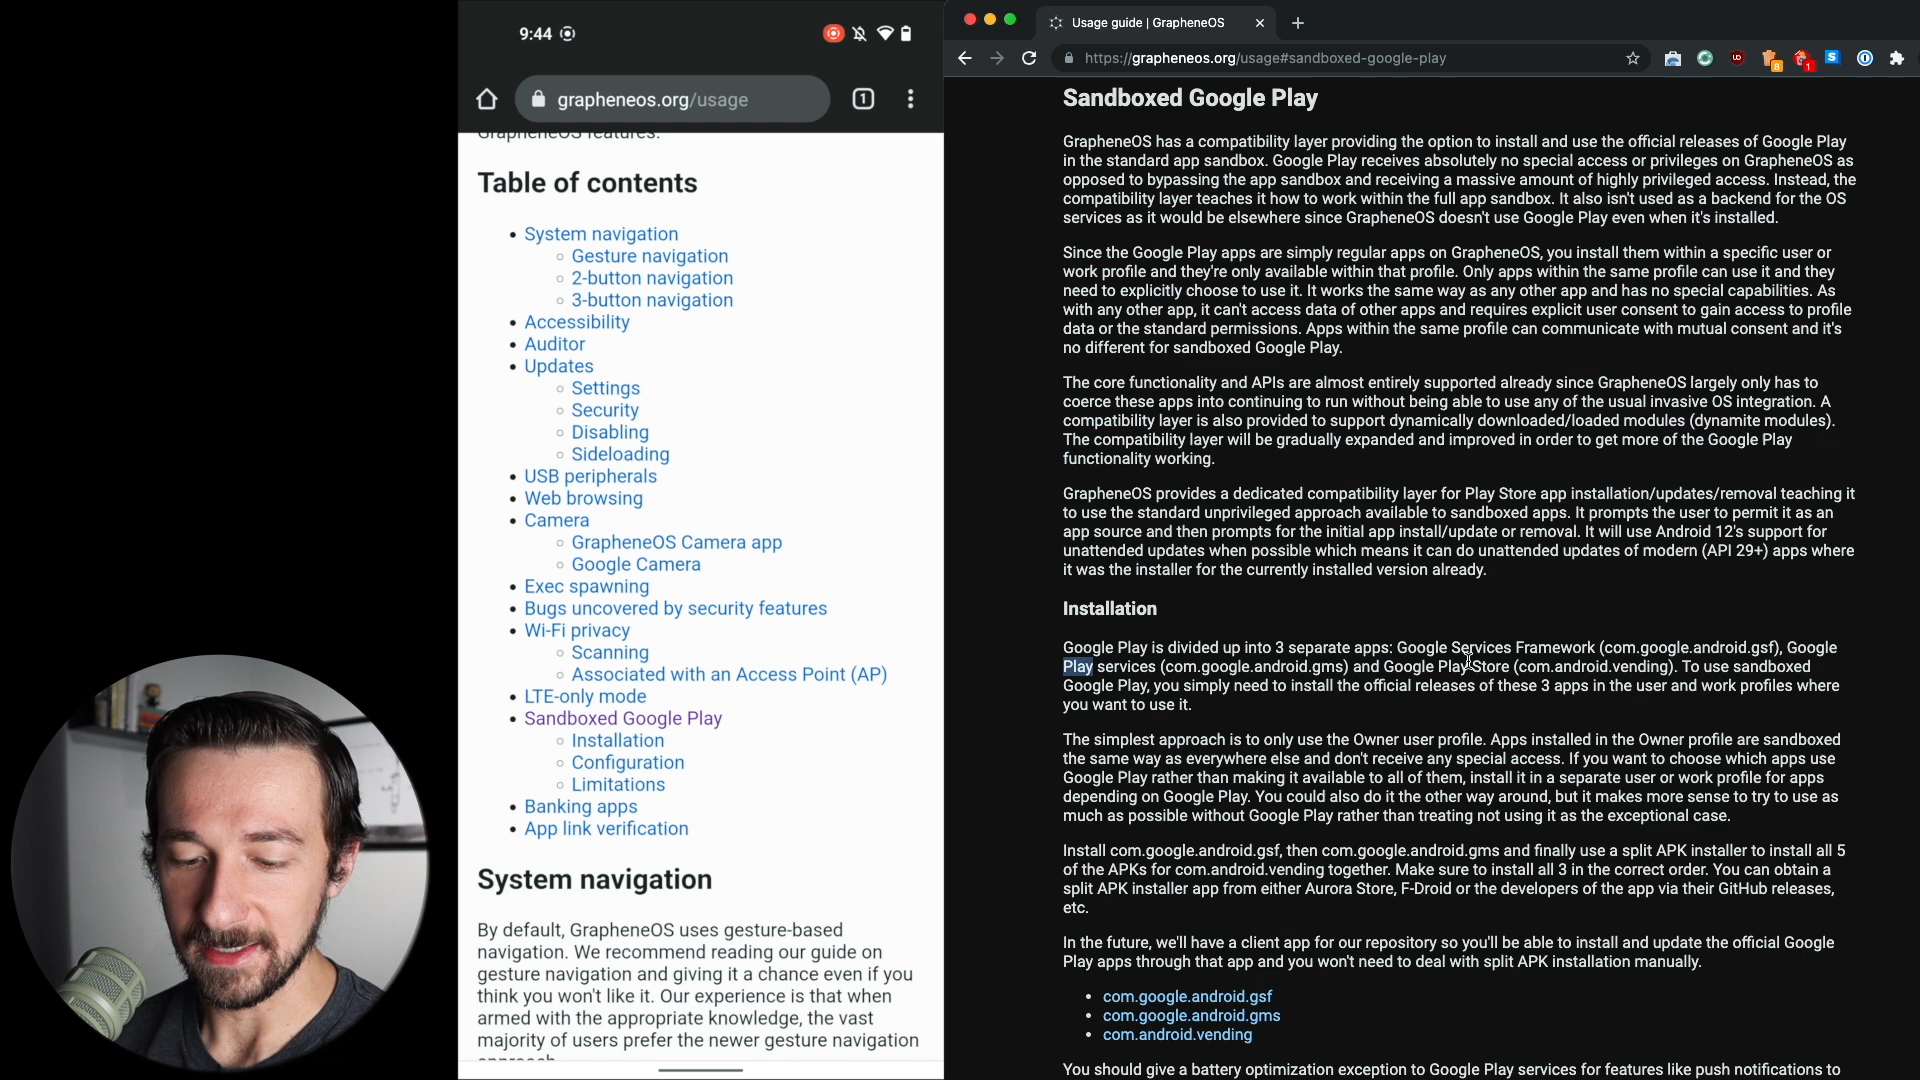 9:44
grapheneos.org/usage
1
GrapheneOS features.
Table of contents
• System navigation
◦ Gesture navigation
◦ 2-button navigation
◦ 3-button navigation
• Accessibility
• Auditor
• Updates
◦ Settings
◦ Security
◦ Disabling
◦ Sideloading
• USB peripherals
• Web browsing
• Camera
◦ GrapheneOS Camera app
◦ Google Camera
• Exec spawning
• Bugs uncovered by security features
• Wi-Fi privacy
◦ Scanning
◦ Associated with an Access Point (AP)
• LTE-only mode
• Sandboxed Google Play
◦ Installation
◦ Configuration
◦ Limitations
• Banking apps
• App link verification
System navigation
By default, GrapheneOS uses gesture-based
navigation. We recommend reading our guide on
gesture navigation and giving it a chance even if you
think you won't like it. Our experience is that when
armed with the appropriate knowledge, the vast
majority of users prefer the newer gesture navigation
approach
Usage guide | GrapheneOS
https://grapheneos.org/usage#sandboxed-google-play
8
1
S
Sandboxed Google Play
GrapheneOS has a compatibility layer providing the option to install and use the official releases of Google Play
in the standard app sandbox. Google Play receives absolutely no special access or privileges on GrapheneOS as
opposed to bypassing the app sandbox and receiving a massive amount of highly privileged access. Instead, the
compatibility layer teaches it how to work within the full app sandbox. It also isn't used as a backend for the OS
services as it would be elsewhere since GrapheneOS doesn't use Google Play even when it's installed.
Since the Google Play apps are simply regular apps on GrapheneOS, you install them within a specific user or
work profile and they're only available within that profile. Only apps within the same profile can use it and they
need to explicitly choose to use it. It works the same way as any other app and has no special capabilities. As
with any other app, it can't access data of other apps and requires explicit user consent to gain access to profile
data or the standard permissions. Apps within the same profile can communicate with mutual consent and it's
no different for sandboxed Google Play.
The core functionality and APIs are almost entirely supported already since GrapheneOS largely only has to
coerce these apps into continuing to run without being able to use any of the usual invasive OS integration. A
compatibility layer is also provided to support dynamically downloaded/loaded modules (dynamite modules).
The compatibility layer will be gradually expanded and improved in order to get more of the Google Play
functionality working.
GrapheneOS provides a dedicated compatibility layer for Play Store app installation/updates/removal teaching it
to use the standard unprivileged approach available to sandboxed apps. It prompts the user to permit it as an
app source and then prompts for the initial app install/update or removal. It will use Android 12's support for
unattended updates when possible which means it can do unattended updates of modern (API 29+) apps where
it was the installer for the currently installed version already.
Installation
Google Play is divided up into 3 separate apps: Google Services Framework (com.google.android.gsf), Google
Play services (com.google.android.gms) and Google Play Store (com.android.vending). To use sandboxed
Google Play, you simply need to install the official releases of these 3 apps in the user and work profiles where
you want to use it.
The simplest approach is to only use the Owner user profile. Apps installed in the Owner profile are sandboxed
the same way as everywhere else and don't receive any special access. If you want to choose which apps use
Google Play rather than making it available to all of them, install it in a separate user or work profile for apps
depending on Google Play. You could also do it the other way around, but it makes more sense to try to use as
much as possible without Google Play rather than treating not using it as the exceptional case.
Install com.google.android.gsf, then com.google.android.gms and finally use a split APK installer to install all 5
of the APKs for com.android.vending together. Make sure to install all 3 in the correct order. You can obtain a
split APK installer app from either Aurora Store, F-Droid or the developers of the app via their GitHub releases,
etc.
In the future, we'll have a client app for our repository so you'll be able to install and update the official Google
Play apps through that app and you won't need to deal with split APK installation manually.
• com.google.android.gsf
• com.google.android.gms
• com.android.vending
You should give a battery optimization exception to Google Play services for features like push notifications to